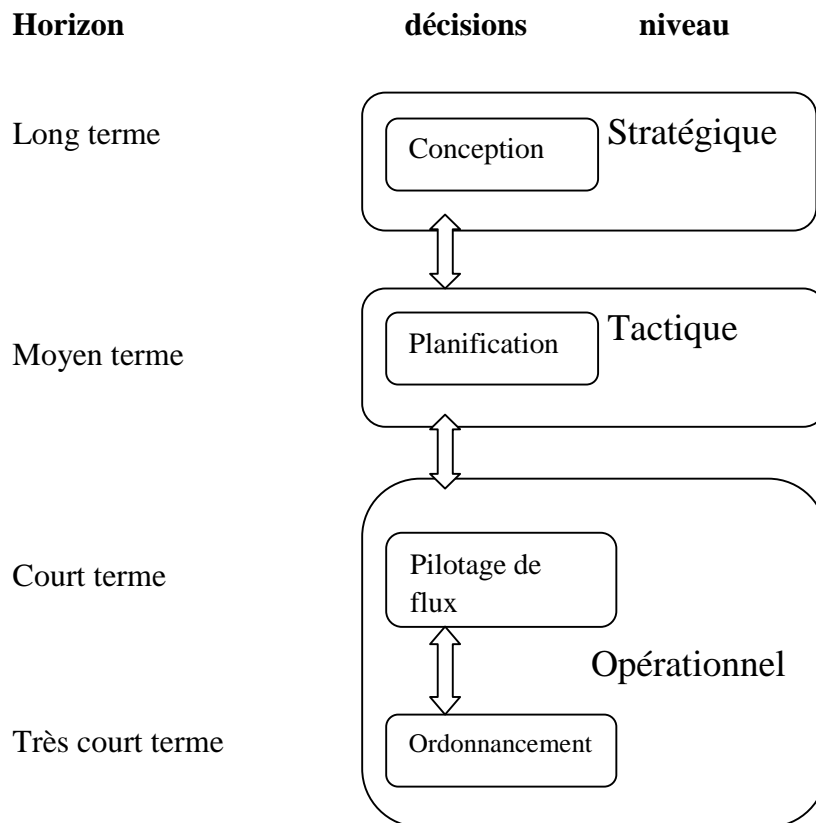 Horizon décisions niveau
Long terme
Conception
Stratégique
Moyen terme
Planification
Tactique
Court terme
Pilotage de
flux
Opérationnel
Très court terme
Ordonnancement